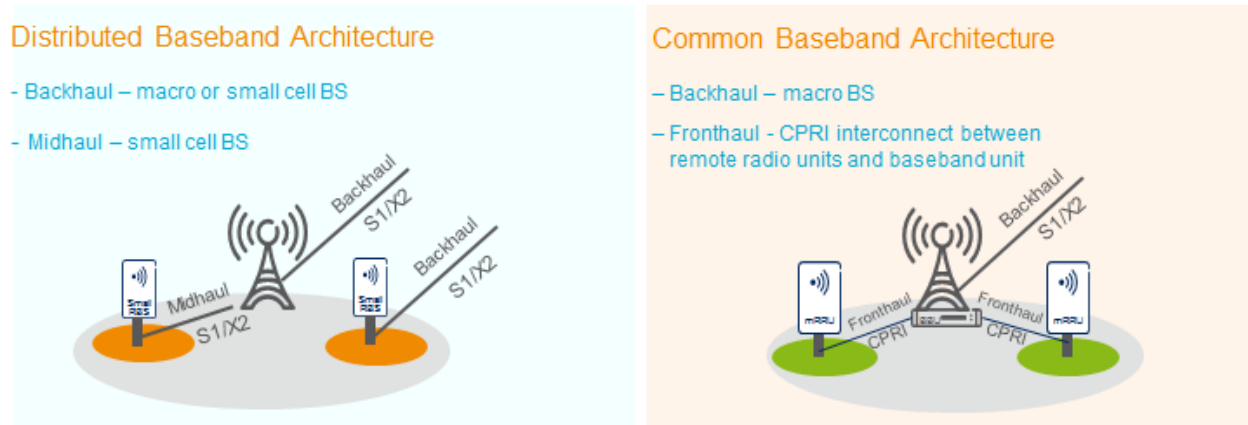 Distributed Baseband Architecture
- Backhaul – macro or small cell BS
- Midhaul – small cell BS
Backhaul
S1/X2
Backhaul
S1/X2
Small
RBS
Midhaul
S1/X2
Small
RBS
Common Baseband Architecture
– Backhaul – macro BS
– Fronthaul - CPRI interconnect between
remote radio units and baseband unit
Backhaul
S1/X2
mRRU
Fronthaul
CPRI
Fronthaul
CPRI
mRRU